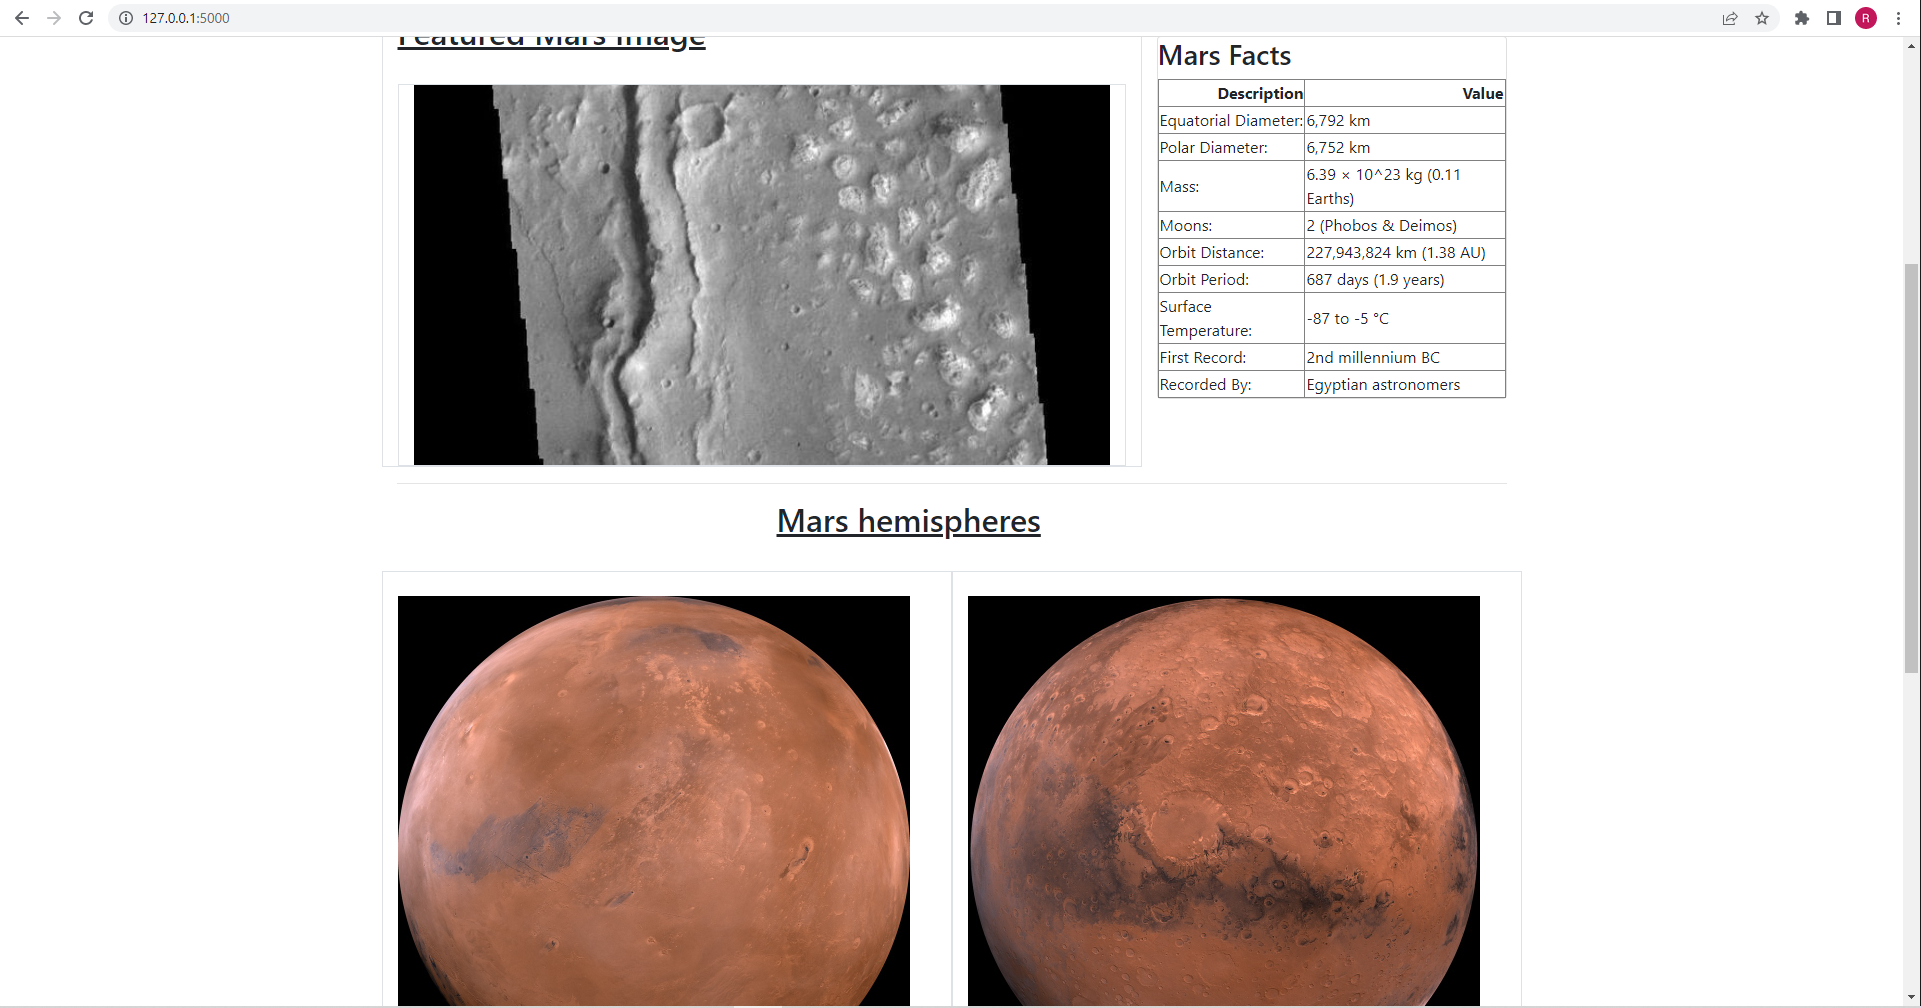 127.0.0.1:5000
R
Featured Mars Image
Mars Facts
Description Value
Equatorial Diameter: 6,792 km
Polar Diameter: 6,752 km
Mass: 6.39 × 10^23 kg (0.11
Earths)
Moons: 2 (Phobos & Deimos)
Orbit Distance: 227,943,824 km (1.38 AU)
Orbit Period: 687 days (1.9 years)
Surface
Temperature: -87 to -5 °C
First Record: 2nd millennium BC
Recorded By: Egyptian astronomers
Mars hemispheres